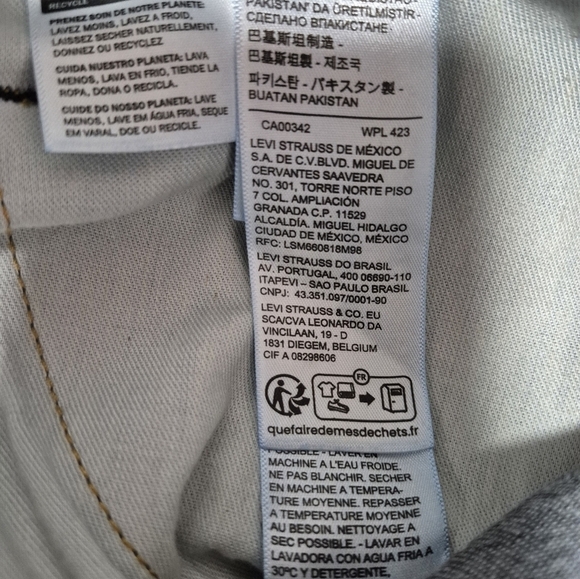 RECYCLE
PRENEZ SOIN DE NOTRE PLANETE:
LAVEZ MOINS, LAVEZ A FROID,
LAISSEZ SECHER NATURELLEMENT,
DONNEZ OU RECYCLEZ
CUIDA NUESTRO PLANETA: LAVA
MENOS, LAVA EN FRIO, TIENDE LA
ROPA, DONA O RECICLA.
CUIDE DO NOSSO PLANETA: LAVE
MENOS, LAVE EM ÁGUA FRIA, SEQUE
EM VARAL, DOE OU RECICLE.
PAKISTAN' DA ÜRETİLMİŞTİR -
СДЕЛАНО ВПАКИСТАНЕ
巴基斯坦制造 -
巴基斯坦製 - 제조국
파키스탄 - パキスタン製 -
BUATAN PAKISTAN
CA00342 WPL 423
LEVI STRAUSS DE MÉXICO
S.A. DE C.V.BLVD. MIGUEL DE
CERVANTES SAAVEDRA
NO. 301, TORRE NORTE PISO
7 COL. AMPLIACIÓN
GRANADA C.P. 11529
ALCALDÍA. MIGUEL HIDALGO
CIUDAD DE MÉXICO, MÉXICO
RFC: LSM660818M98
LEVI STRAUSS DO BRASIL
AV. PORTUGAL, 400 06690-110
ITAPEVI – SAO PAULO BRASIL
CNPJ: 43.351.097/0001-90
LEVI STRAUSS & CO. EU
SCA/CVA LEONARDO DA
VINCILAAN, 19 - D
1831 DIEGEM, BELGIUM
CIF A 08298606
FR
quefairedemesdechets.fr
POSSIBLE - LAVER EN
MACHINE A L'EAU FROIDE.
NE PAS BLANCHIR. SECHER
EN MACHINE A TEMPERA-
TURE MOYENNE. REPASSER
A TEMPERATURE MOYENNE
AU BESOIN. NETTOYAGE A
SEC POSSIBLE. - LAVAR EN
LAVADORA CON AGUA FRIA A
30ºC Y DETERGENTE,